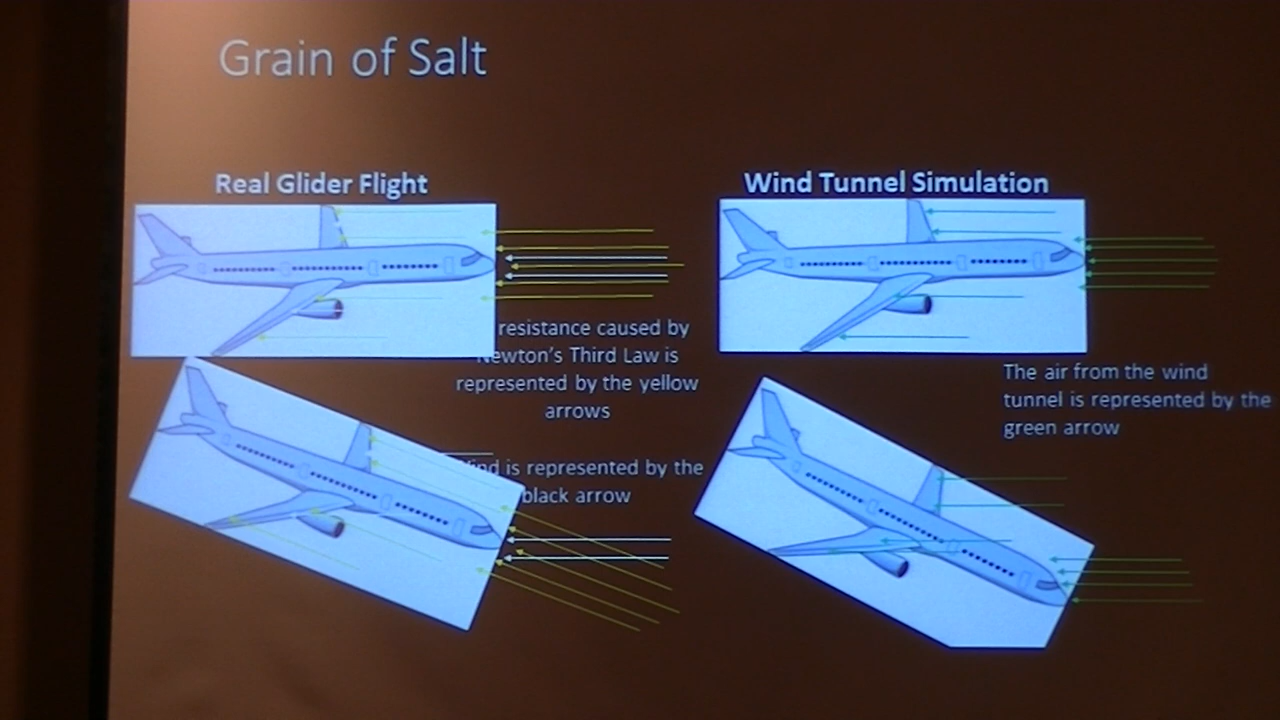 Grain of Salt
Real Glider Flight
Wind Tunnel Simulation
resistance caused by
Newton's Third Law is
represented by the yellow
arrows
The air from the wind
tunnel is represented by the
green arrow
is represented by the
black arrow